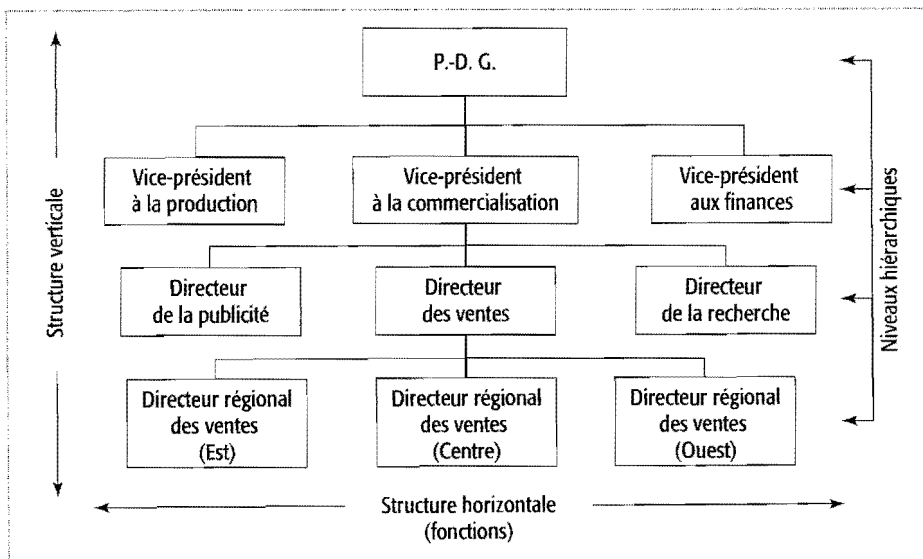 P.-D. G.
Vice-président
à la production
Vice-président
à la commercialisation
Vice-président
aux finances
Directeur
de la publicité
Directeur
des ventes
Directeur
de la recherche
Directeur régional
des ventes
(Est)
Directeur régional
des ventes
(Centre)
Directeur régional
des ventes
(Ouest)
Structure verticale
Niveaux hiérarchiques
Structure horizontale
(fonctions)